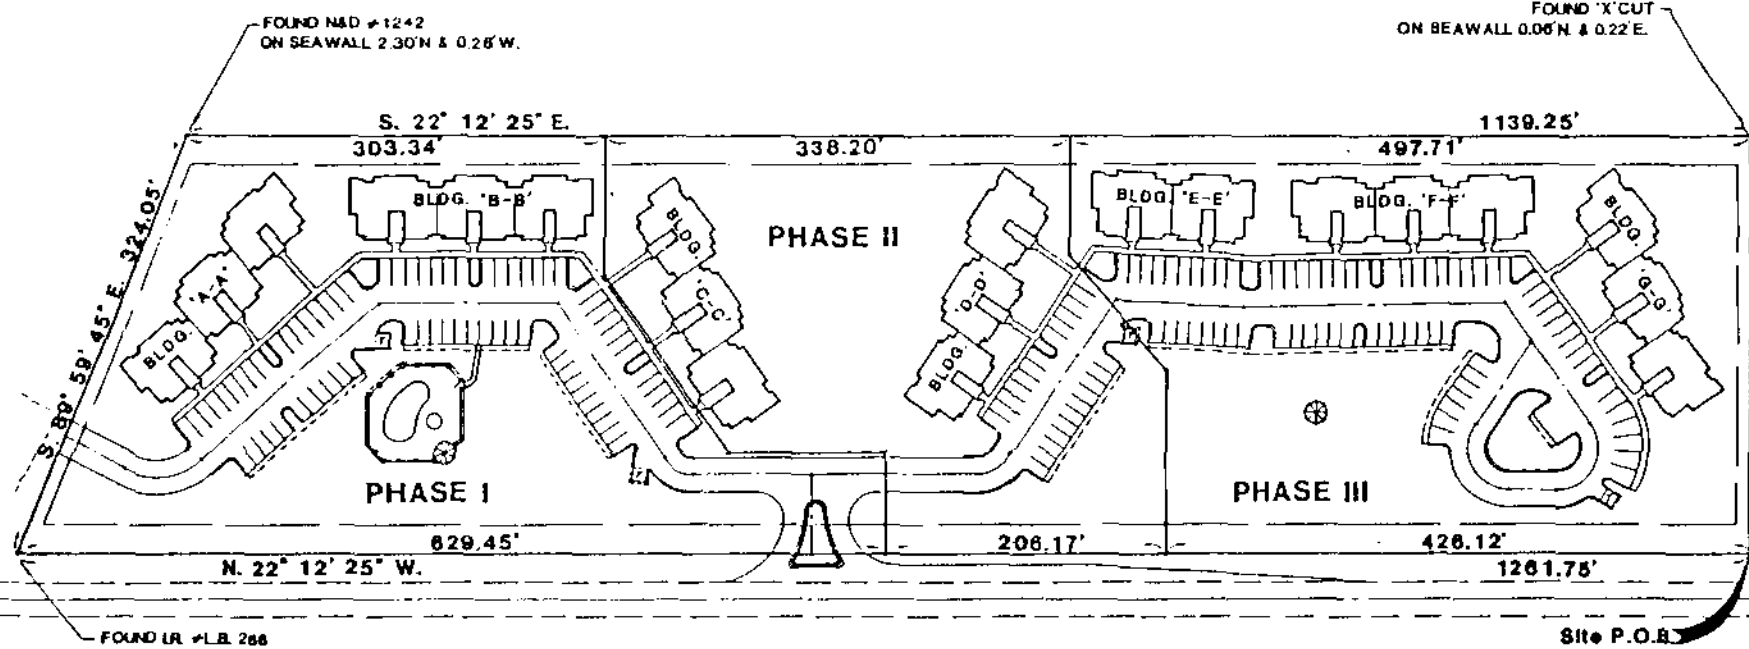 FOUND N&D #1242
ON SEAWALL 2.30'N & 0.26'W.
FOUND 'X' CUT
ON SEAWALL 0.06'N. & 0.22'E.
S. 22° 12' 25" E.
1139.25'
303.34'
338.20'
497.71'
S. 89° 59' 45" E. 324.05'
BLDG. 'A-A'
BLDG. 'B-B'
BLDG. 'C-C'
PHASE II
BLDG. 'D-D'
BLDG. 'E-E'
BLDG. 'F-F'
BLDG. 'G-G'
PHASE I
PHASE III
629.45'
206.17'
426.12'
N. 22° 12' 25" W.
1261.75'
FOUND I.R. #L.B. 266
Site P.O.B.